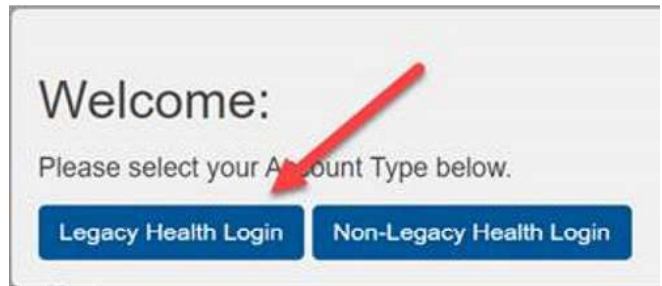 Welcome:
Please select your Account Type below.
Legacy Health Login
Non-Legacy Health Login